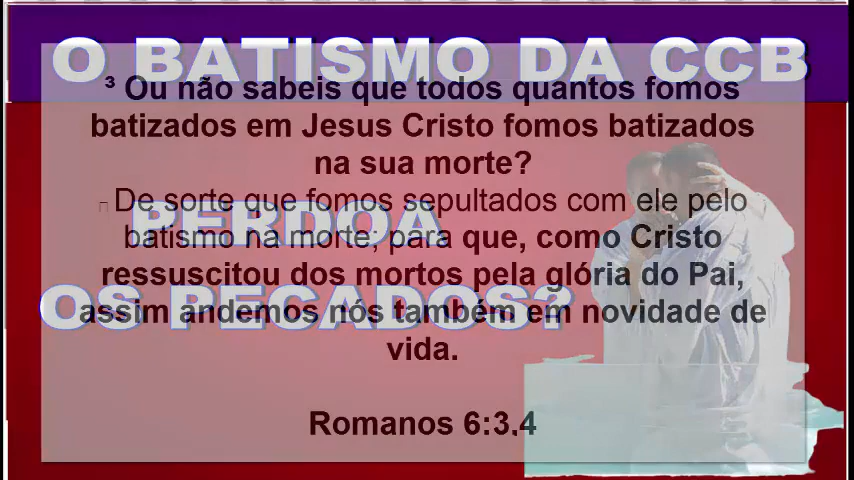 O BATISMO DA CCB
³ Ou não sabeis que todos quantos fomos
batizados em Jesus Cristo fomos batizados
na sua morte?
De sorte que fomos sepultados com ele pelo
batismo na morte; para que, como Cristo
ressuscitou dos mortos pela glória do Pai,
assim andemos nós também em novidade de
vida.
Romanos 6:3,4
PERDOA
OS PECADOS?